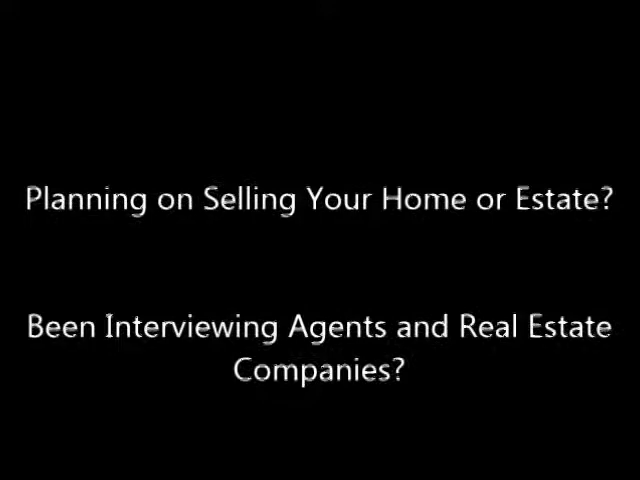 Planning on Selling Your Home or Estate?
Been Interviewing Agents and Real Estate
Companies?